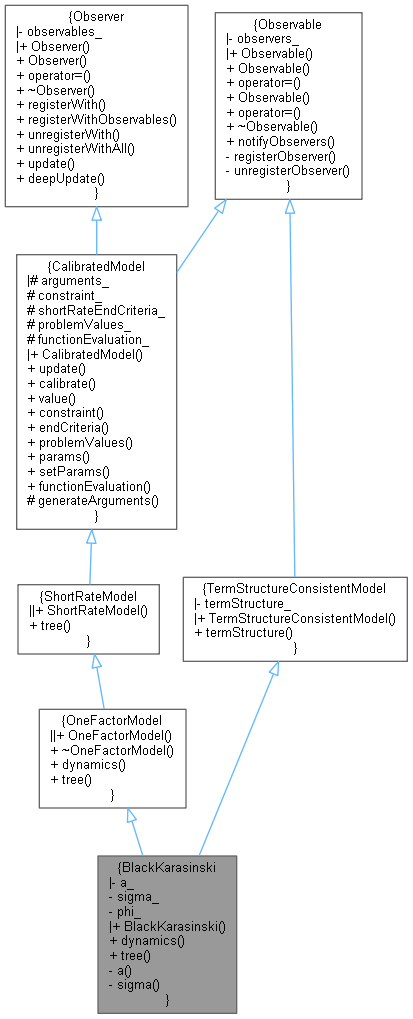 {Observer
|- observables_
|+ Observer()
+ Observer()
+ operator=()
+ ~Observer()
+ registerWith()
+ registerWithObservables()
+ unregisterWith()
+ unregisterWithAll()
+ update()
+ deepUpdate()
}
{Observable
|- observers_
|+ Observable()
+ Observable()
+ operator=()
+ Observable()
+ operator=()
+ ~Observable()
+ notifyObservers()
- registerObserver()
- unregisterObserver()
}
{CalibratedModel
|# arguments_
# constraint_
# shortRateEndCriteria_
# problemValues_
# functionEvaluation_
|+ CalibratedModel()
+ update()
+ calibrate()
+ value()
+ constraint()
+ endCriteria()
+ problemValues()
+ params()
+ setParams()
+ functionEvaluation()
# generateArguments()
}
{ShortRateModel
||+ ShortRateModel()
+ tree()
}
{TermStructureConsistentModel
|- termStructure_
|+ TermStructureConsistentModel()
+ termStructure()
}
{OneFactorModel
||+ OneFactorModel()
+ ~OneFactorModel()
+ dynamics()
+ tree()
}
{BlackKarasinski
|- a_
- sigma_
- phi_
|+ BlackKarasinski()
+ dynamics()
+ tree()
- a()
- sigma()
}